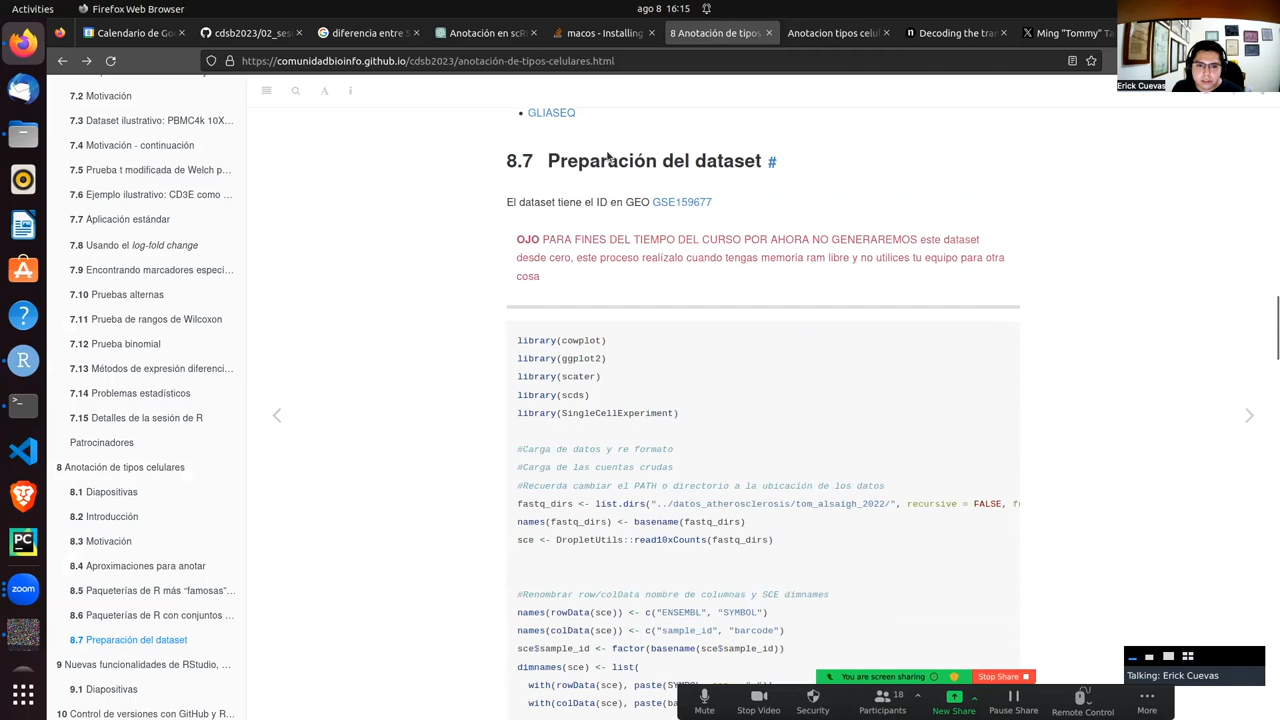 Activities
Firefox Web Browser
ago 8 16:15
Calendario de Go
cdsb2023/02_ses
diferencia entre S
Anotación en scR
macos - Installing
8 Anotación de tipos
Anotacion tipos celul
Decoding the tran
Ming "Tommy" Ta
https://comunidadbioinfo.github.io/cdsb2023/anotación-de-tipos-celulares.html
Erick Cuevas
7.2 Motivación
7.3 Dataset ilustrativo: PBMC4k 10X…
7.4 Motivación - continuación
7.5 Prueba t modificada de Welch p…
7.6 Ejemplo ilustrativo: CD3E como …
7.7 Aplicación estándar
7.8 Usando el log-fold change
7.9 Encontrando marcadores especí…
7.10 Pruebas alternas
7.11 Prueba de rangos de Wilcoxon
7.12 Prueba binomial
7.13 Métodos de expresión diferenci…
7.14 Problemas estadísticos
7.15 Detalles de la sesión de R
Patrocinadores
8 Anotación de tipos celulares
8.1 Diapositivas
8.2 Introducción
8.3 Motivación
8.4 Aproximaciones para anotar
8.5 Paqueterías de R más “famosas”…
8.6 Paqueterías de R con conjuntos …
8.7 Preparación del dataset
9 Nuevas funcionalidades de RStudio, …
9.1 Diapositivas
10 Control de versiones con GitHub y R…
• GLIASEQ
8.7 Preparación del dataset #
El dataset tiene el ID en GEO GSE159677
OJO PARA FINES DEL TIEMPO DEL CURSO POR AHORA NO GENERAREMOS este dataset
desde cero, este proceso realízalo cuando tengas memoria ram libre y no utilices tu equipo para otra
cosa
library(cowplot)
library(ggplot2)
library(scater)
library(scds)
library(SingleCellExperiment)
#Carga de datos y re formato
#Carga de las cuentas crudas
#Recuerda cambiar el PATH o directorio a la ubicación de los datos
fastq_dirs <- list.dirs("../datos_atherosclerosis/tom_alsaigh_2022/", recursive = FALSE, f
names(fastq_dirs) <- basename(fastq_dirs)
sce <- DropletUtils::read10xCounts(fastq_dirs)
#Renombrar row/colData nombre de columnas y SCE dimnames
names(rowData(sce)) <- c("ENSEMBL", "SYMBOL")
names(colData(sce)) <- c("sample_id", "barcode")
sce$sample_id <- factor(basename(sce$sample_id))
dimnames(sce) <- list(
with(rowData(sce), paste(SYM
with(colData(sce), paste(ba
You are screen sharing
Stop Share
Talking: Erick Cuevas
Mute
Stop Video
Security
Participants
18
New Share
Pause Share
Remote Control
More